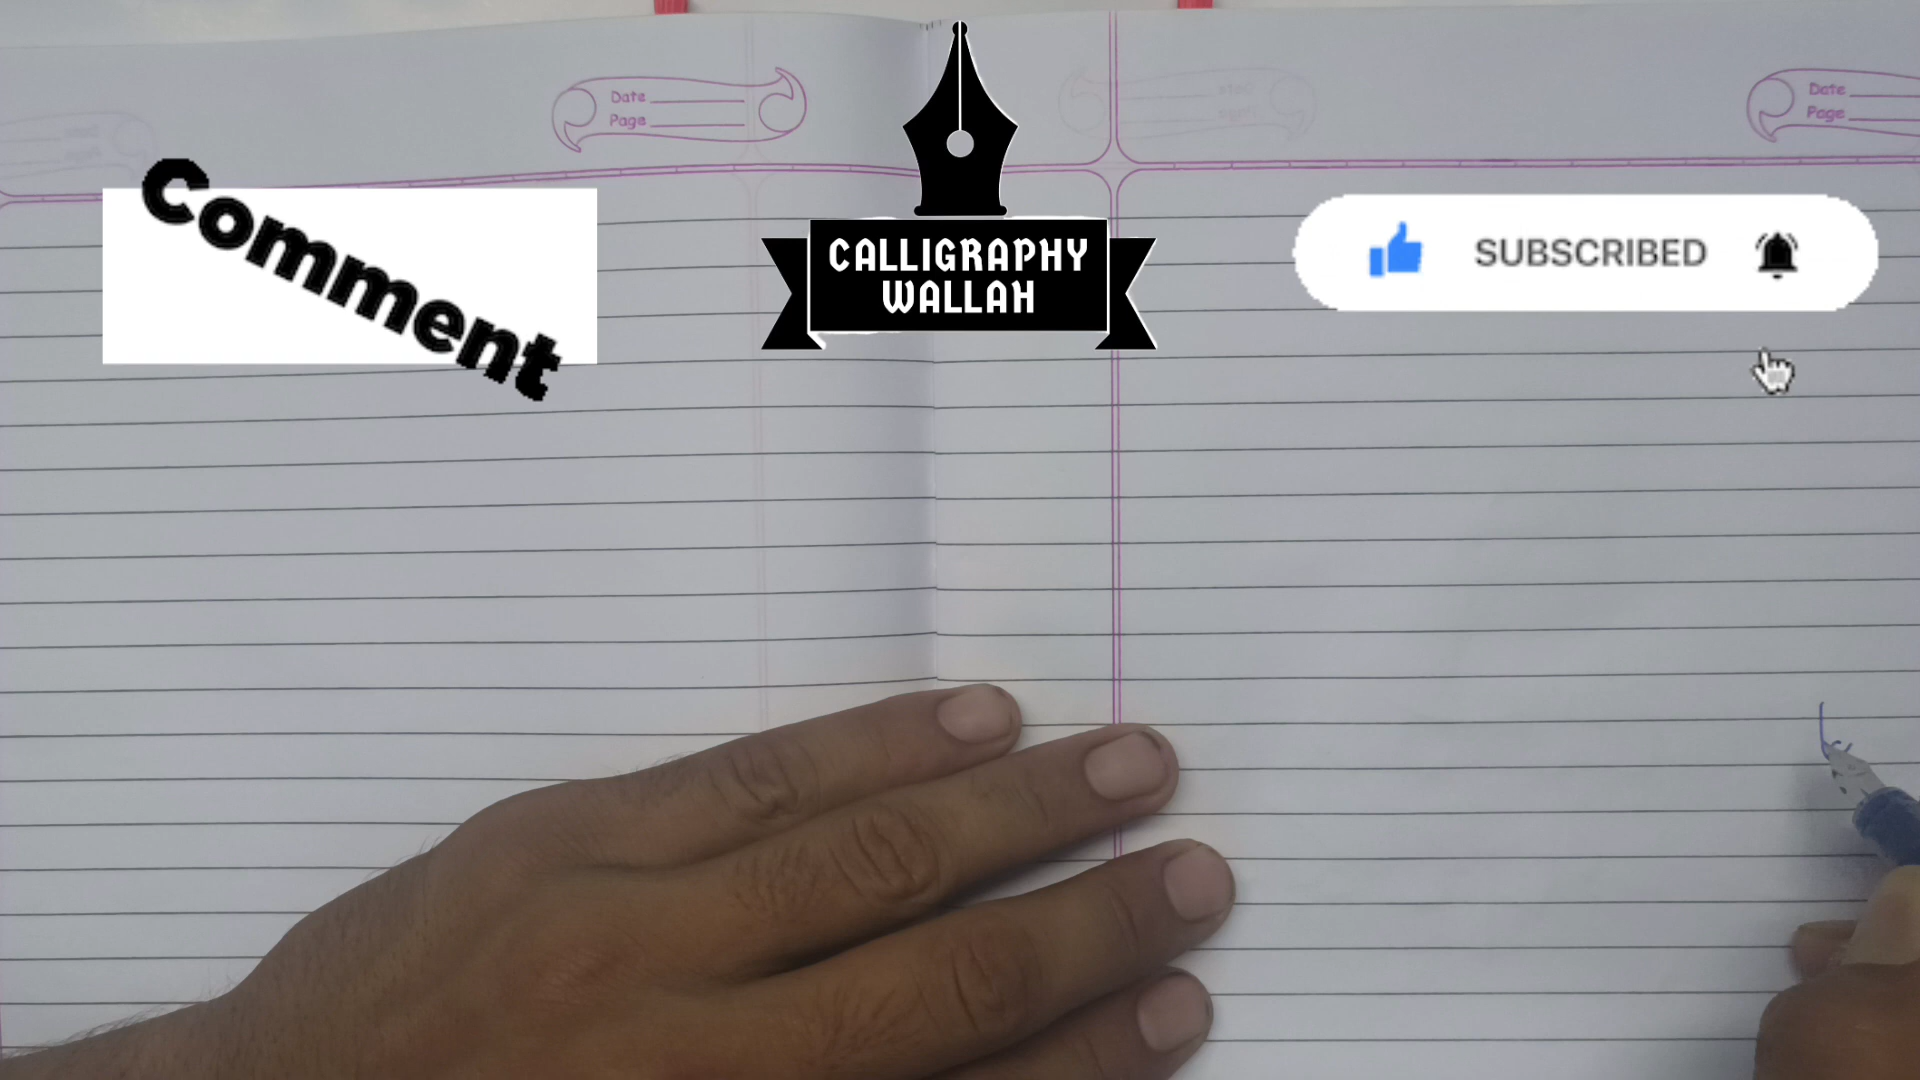 Date
Page
Date
Page
Comment
CALLIGRAPHY
WALLAH
SUBSCRIBED